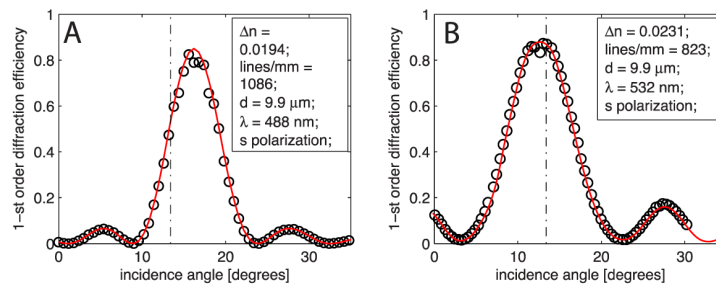 A
Δn =
0.0194;
lines/mm =
1086;
d = 9.9 μm;
λ = 488 nm;
s polarization;
1
0.8
0.6
0.4
0.2
0
0 10 20 30
incidence angle [degrees]
1−st order diffraction efficiency
B
Δn = 0.0231;
lines/mm = 823;
d = 9.9 μm;
λ = 532 nm;
s polarization;
1
0.8
0.6
0.4
0.2
0
0 10 20 30
incidence angle [degrees]
1−st order diffraction efficiency